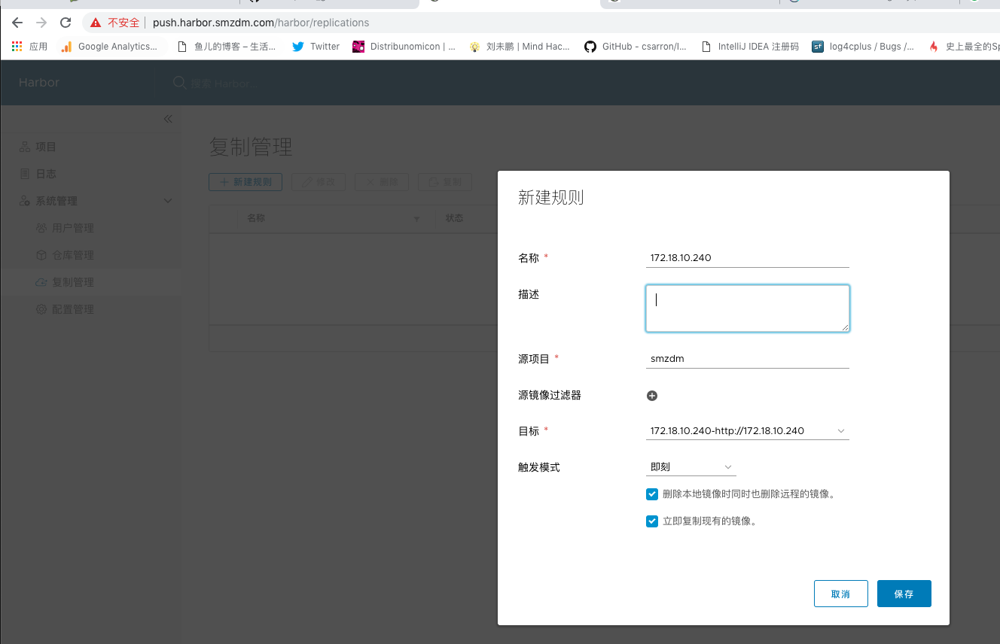 不安全 push.harbor.smzdm.com/harbor/replications
应用 Google Analytics... 鱼儿的博客 – 生活... Twitter Distribunomicon | ... 刘未鹏 | Mind Hac... GitHub - csarron/I... IntelliJ IDEA 注册码 log4cplus / Bugs /... 史上最全的Sp
Harbor 搜索 Harbor...
项目
日志
系统管理
用户管理
仓库管理
复制管理
配置管理
复制管理
新建规则 修改 删除 复制
名称 状态
新建规则
名称 * 172.18.10.240
描述
源项目 * smzdm
源镜像过滤器
目标 * 172.18.10.240-http://172.18.10.240
触发模式 即刻
删除本地镜像时同时也删除远程的镜像。
立即复制现有的镜像。
取消 保存